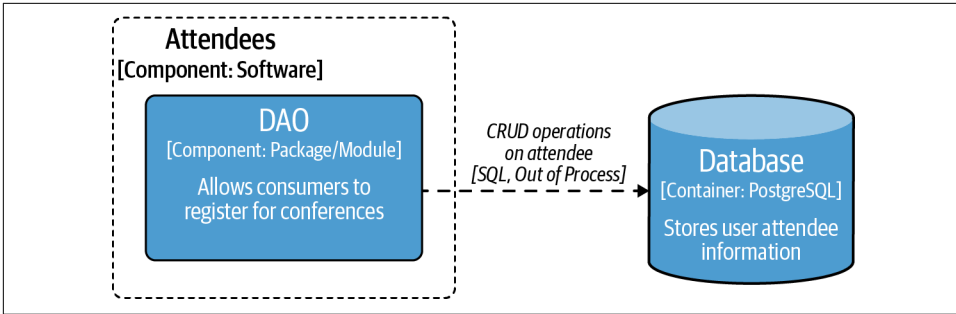 Attendees
[Component: Software]
DAO
[Component: Package/Module]
Allows consumers to
register for conferences
CRUD operations
on attendee
[SQL, Out of Process]
Database
[Container: PostgreSQL]
Stores user attendee
information